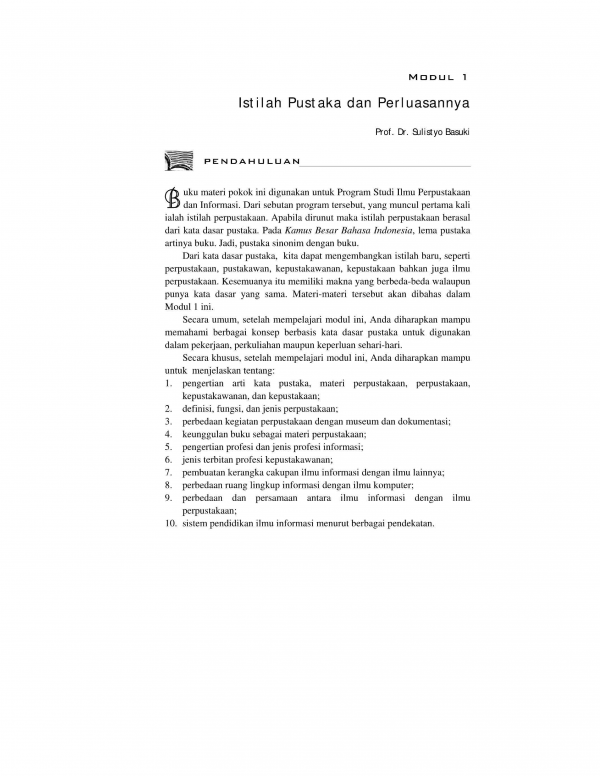 MODUL 1
Istilah Pustaka dan Perluasannya
Prof. Dr. Sulistyo Basuki
PENDAHULUAN
Buku materi pokok ini digunakan untuk Program Studi Ilmu Perpustakaan
dan Informasi. Dari sebutan program tersebut, yang muncul pertama kali
ialah istilah perpustakaan. Apabila dirunut maka istilah perpustakaan berasal
dari kata dasar pustaka. Pada Kamus Besar Bahasa Indonesia, lema pustaka
artinya buku. Jadi, pustaka sinonim dengan buku.
Dari kata dasar pustaka, kita dapat mengembangkan istilah baru, seperti
perpustakaan, pustakawan, kepustakawanan, kepustakaan bahkan juga ilmu
perpustakaan. Kesemuanya itu memiliki makna yang berbeda-beda walaupun
punya kata dasar yang sama. Materi-materi tersebut akan dibahas dalam
Modul 1 ini.
Secara umum, setelah mempelajari modul ini, Anda diharapkan mampu
memahami berbagai konsep berbasis kata dasar pustaka untuk digunakan
dalam pekerjaan, perkuliahan maupun keperluan sehari-hari.
Secara khusus, setelah mempelajari modul ini, Anda diharapkan mampu
untuk menjelaskan tentang:
1. pengertian arti kata pustaka, materi perpustakaan, perpustakaan,
kepustakawanan, dan kepustakaan;
2. definisi, fungsi, dan jenis perpustakaan;
3. perbedaan kegiatan perpustakaan dengan museum dan dokumentasi;
4. keunggulan buku sebagai materi perpustakaan;
5. pengertian profesi dan jenis profesi informasi;
6. jenis terbitan profesi kepustakawanan;
7. pembuatan kerangka cakupan ilmu informasi dengan ilmu lainnya;
8. perbedaan ruang lingkup informasi dengan ilmu komputer;
9. perbedaan dan persamaan antara ilmu informasi dengan ilmu
perpustakaan;
10. sistem pendidikan ilmu informasi menurut berbagai pendekatan.